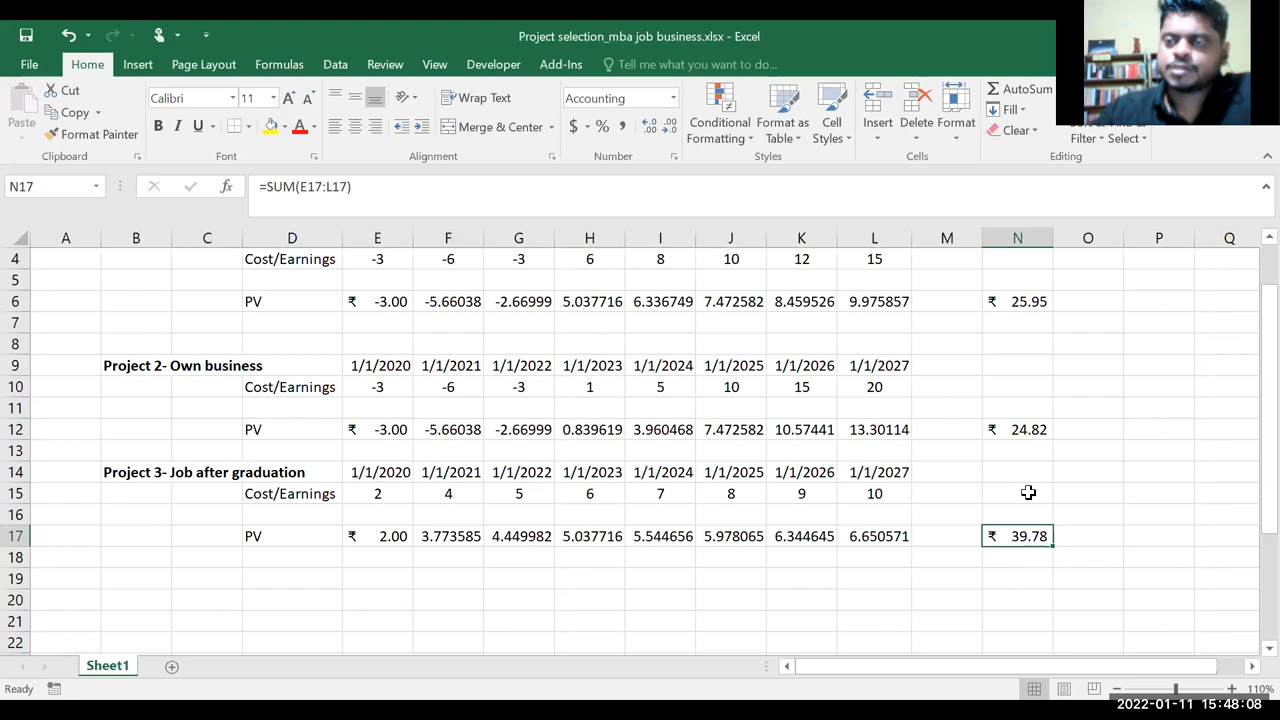 Project selection_mba job business.xlsx - Excel
File Home Insert Page Layout Formulas Data Review View Developer Add-Ins Tell me what you want to do...
Paste
Cut
Copy
Format Painter
Clipboard
Calibri 11
B I U
Font
Wrap Text
Merge & Center
Alignment
Accounting
$ % ,
Number
Conditional Formatting
Format as Table
Cell Styles
Styles
Insert Delete Format
Cells
AutoSum
Fill
Clear
Filter Select
Editing
N17 fx =SUM(E17:L17)
A B C D E F G H I J K L M N O P Q
4 Cost/Earnings -3 -6 -3 6 8 10 12 15
5
6 PV ₹ -3.00 -5.66038 -2.66999 5.037716 6.336749 7.472582 8.459526 9.975857 ₹ 25.95
7
8
9 Project 2- Own business 1/1/2020 1/1/2021 1/1/2022 1/1/2023 1/1/2024 1/1/2025 1/1/2026 1/1/2027
10 Cost/Earnings -3 -6 -3 1 5 10 15 20
11
12 PV ₹ -3.00 -5.66038 -2.66999 0.839619 3.960468 7.472582 10.57441 13.30114 ₹ 24.82
13
14 Project 3- Job after graduation 1/1/2020 1/1/2021 1/1/2022 1/1/2023 1/1/2024 1/1/2025 1/1/2026 1/1/2027
15 Cost/Earnings 2 4 5 6 7 8 9 10
16
17 PV ₹ 2.00 3.773585 4.449982 5.037716 5.544656 5.978065 6.344645 6.650571 ₹ 39.78
18
19
20
21
22
Sheet1
Ready 110%
2022-01-11 15:48:08